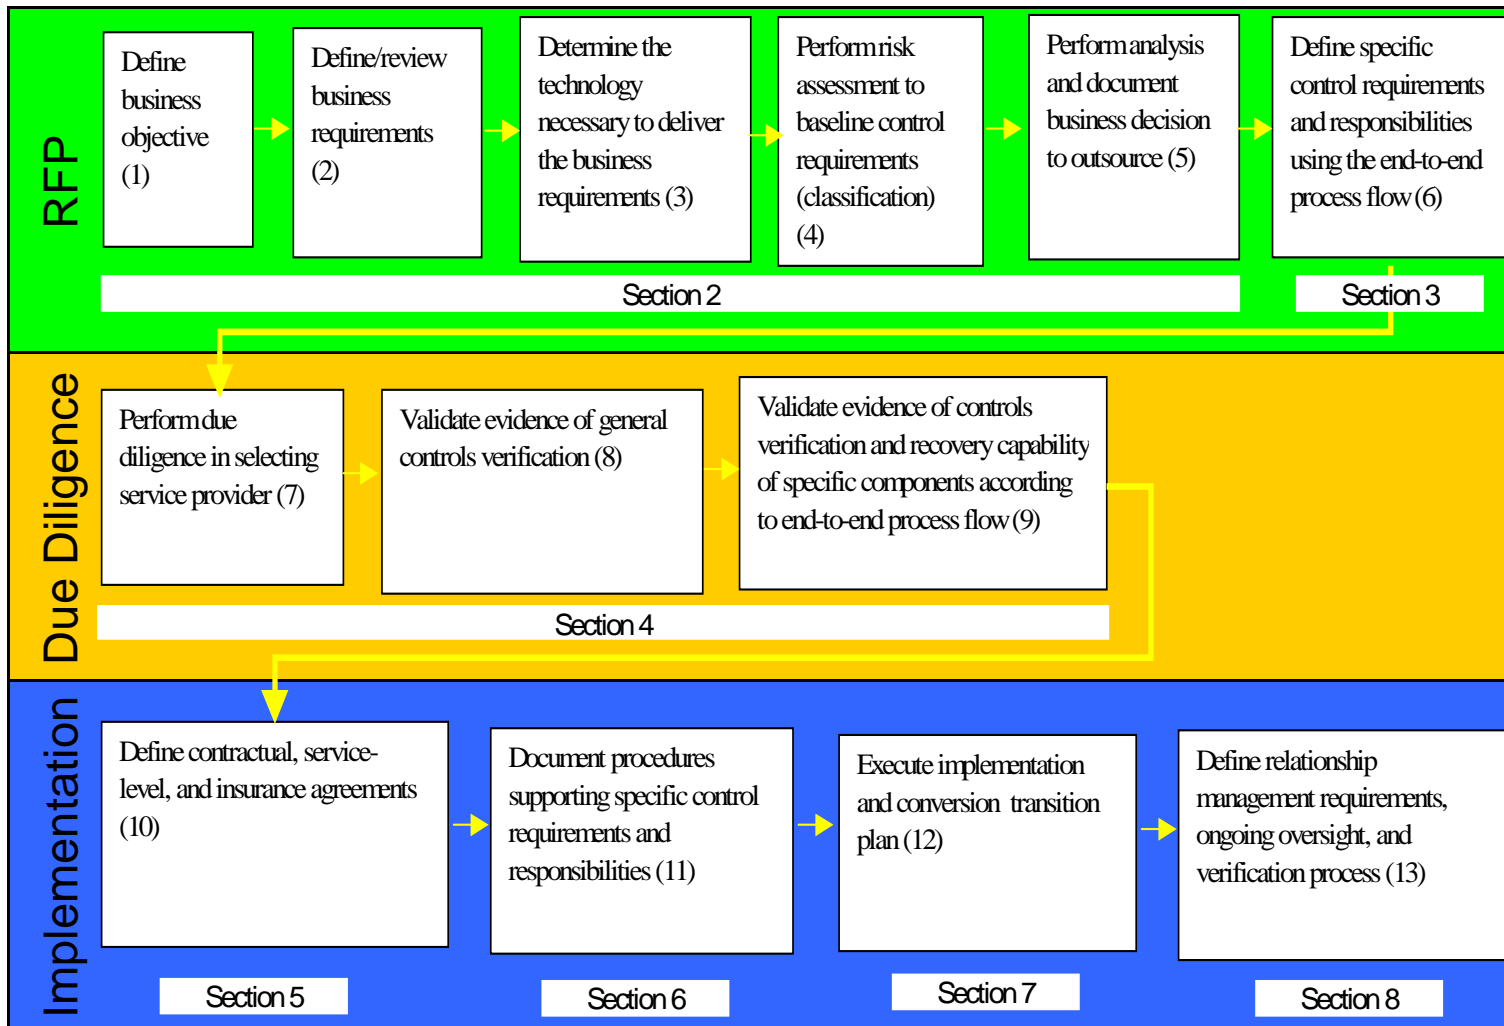 RFP
Define
business
objective
(1)
Define/review
business
requirements
(2)
Determine the
technology
necessary to deliver
the business
requirements (3)
Perform risk
assessment to
baseline control
requirements
(classification)
(4)
Perform analysis
and document
business decision
to outsource (5)
Define specific
control requirements
and responsibilities
using the end-to-end
process flow (6)
Section 2
Section 3
Due Diligence
Perform due
diligence in selecting
service provider (7)
Validate evidence of general
controls verification (8)
Validate evidence of controls
verification and recovery capability
of specific components according
to end-to-end process flow (9)
Section 4
Implementation
Define contractual, service-
level, and insurance agreements
(10)
Document procedures
supporting specific control
requirements and
responsibilities (11)
Execute implementation
and conversion transition
plan (12)
Define relationship
management requirements,
ongoing oversight, and
verification process (13)
Section 5
Section 6
Section 7
Section 8